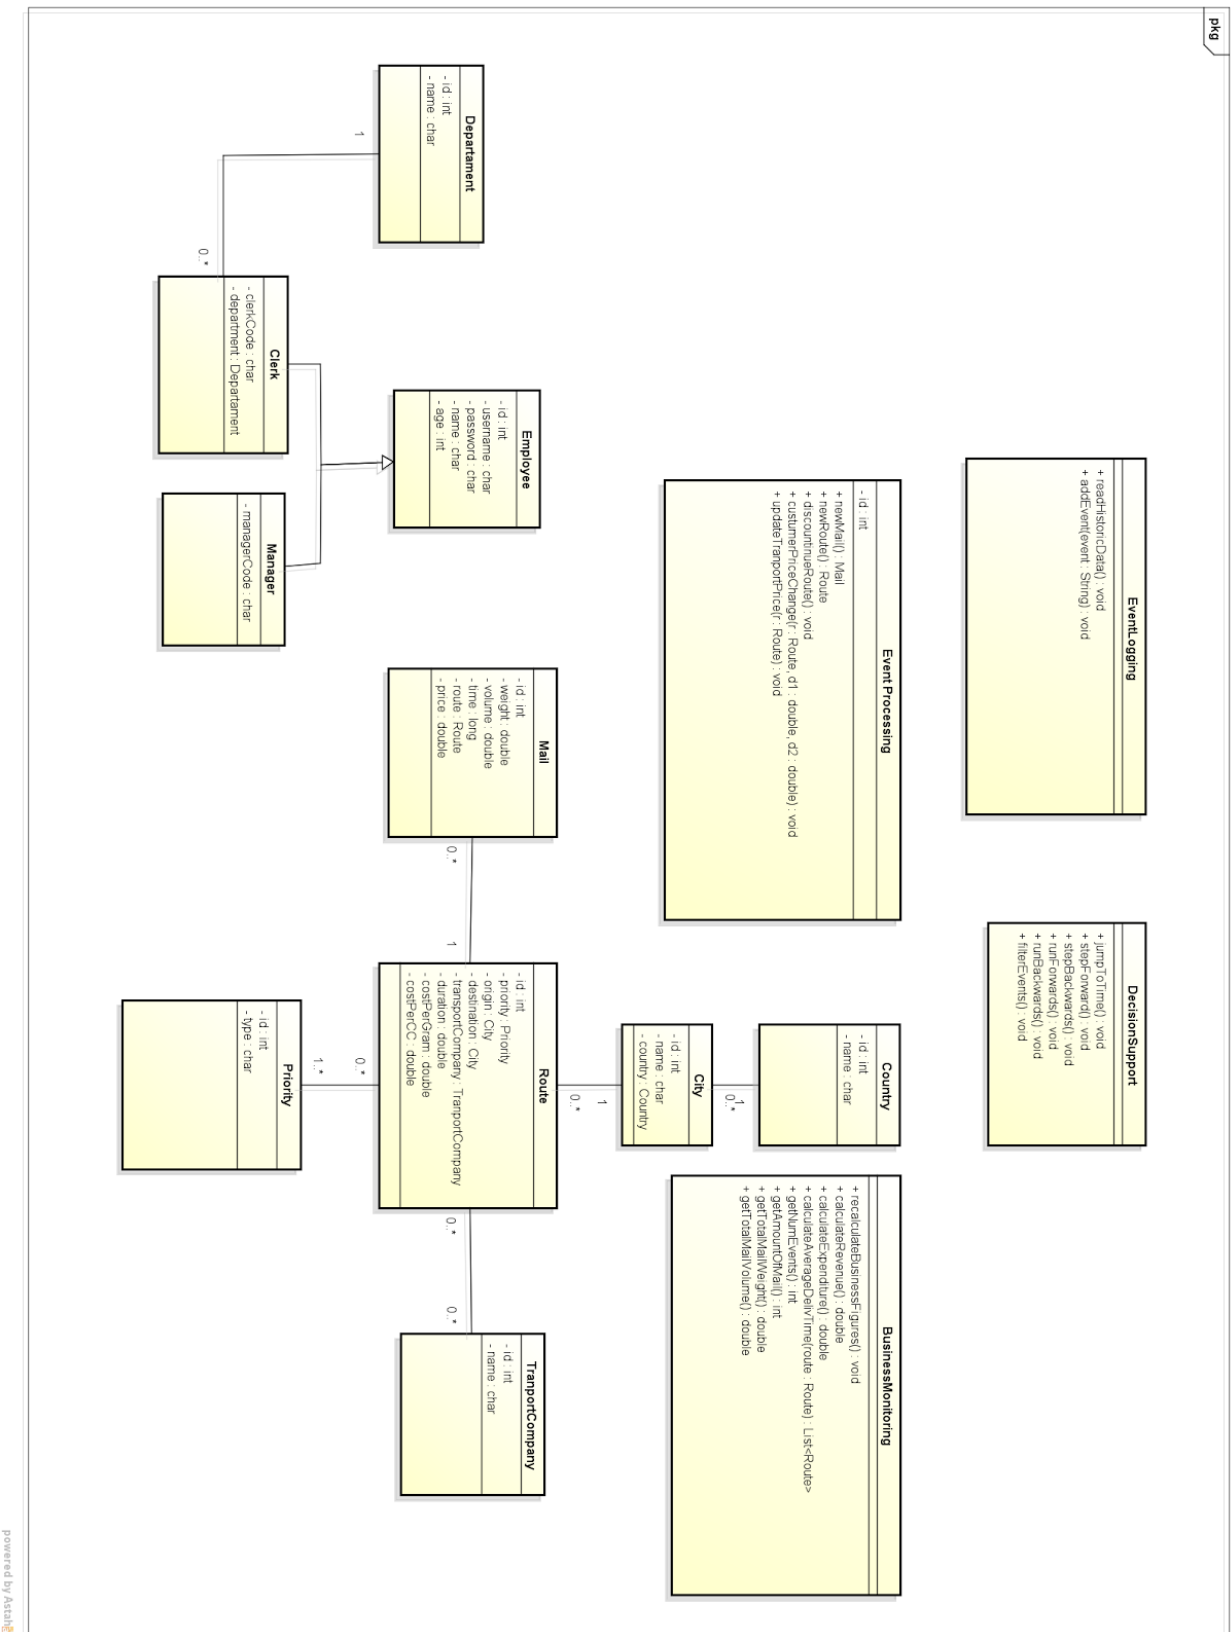 pkg
EventLogging
+ readHistoricData() : void
+ addEvent(event : String) : void
DecisionSupport
+ jumpToTime() : void
+ stepForward() : void
+ stepBackwards() : void
+ runForwards() : void
+ runBackwards() : void
+ filterEvents() : void
Event Processing
- id : int
+ newMail() : Mail
+ newRoute() : Route
+ discountinueRoute() : void
+ custumerPriceChange(r : Route, d1 : double, d2 : double) : void
+ updateTranportPrice(r : Route) : void
Country
- id : int
- name : char
BusinessMonitoring
+ recalculateBusinessFigures() : void
+ calculateRevenue() : double
+ calculateExpenditure() : double
+ calculateAverageDelivTime(route : Route) : List<Route>
+ getNumEvents() : int
+ getAmountOfMail() : int
+ getTotalMailWeight() : double
+ getTotalMailVolume() : double
1
0..*
City
- id : int
- name : char
- country : Country
1
0..*
Departament
- id : int
- name : char
1
0..*
Employee
- id : int
- username : char
- password : char
- name : char
- age : int
Mail
- id : int
- weight : double
- volume : double
- time : long
- route : Route
- price : double
0..*
1
Route
- id : int
- priority : Priority
- origin : City
- destination : City
- transportCompany : TranportCompany
- duration : double
- costPerGram : double
- costPerCC : double
0..*
0..*
TranportCompany
- id : int
- name : char
0..*
1..*
Clerk
- clerkCode : char
- department : Departament
Manager
- managerCode : char
Priority
- id : int
- type : char
powered by Astah